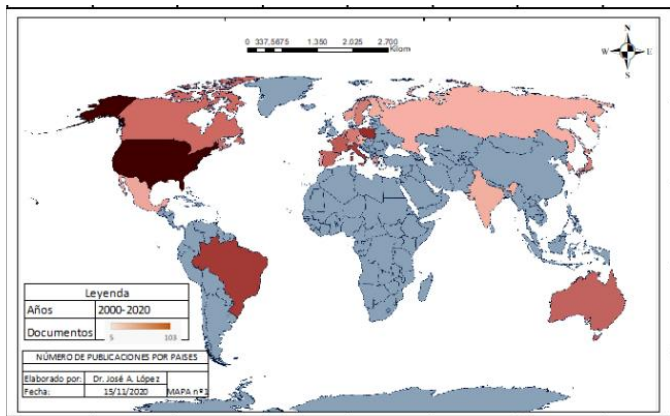 0 337,5675 1.350 2.025 2.700
Kilom
N
W E
S
Leyenda
Años 2000-2020
Documentos 5 103
NÚMERO DE PUBLICACIONES POR PAISES
Elaborado por: Dr. José A. López
Fecha: 15/11/2020 MAPA nº1